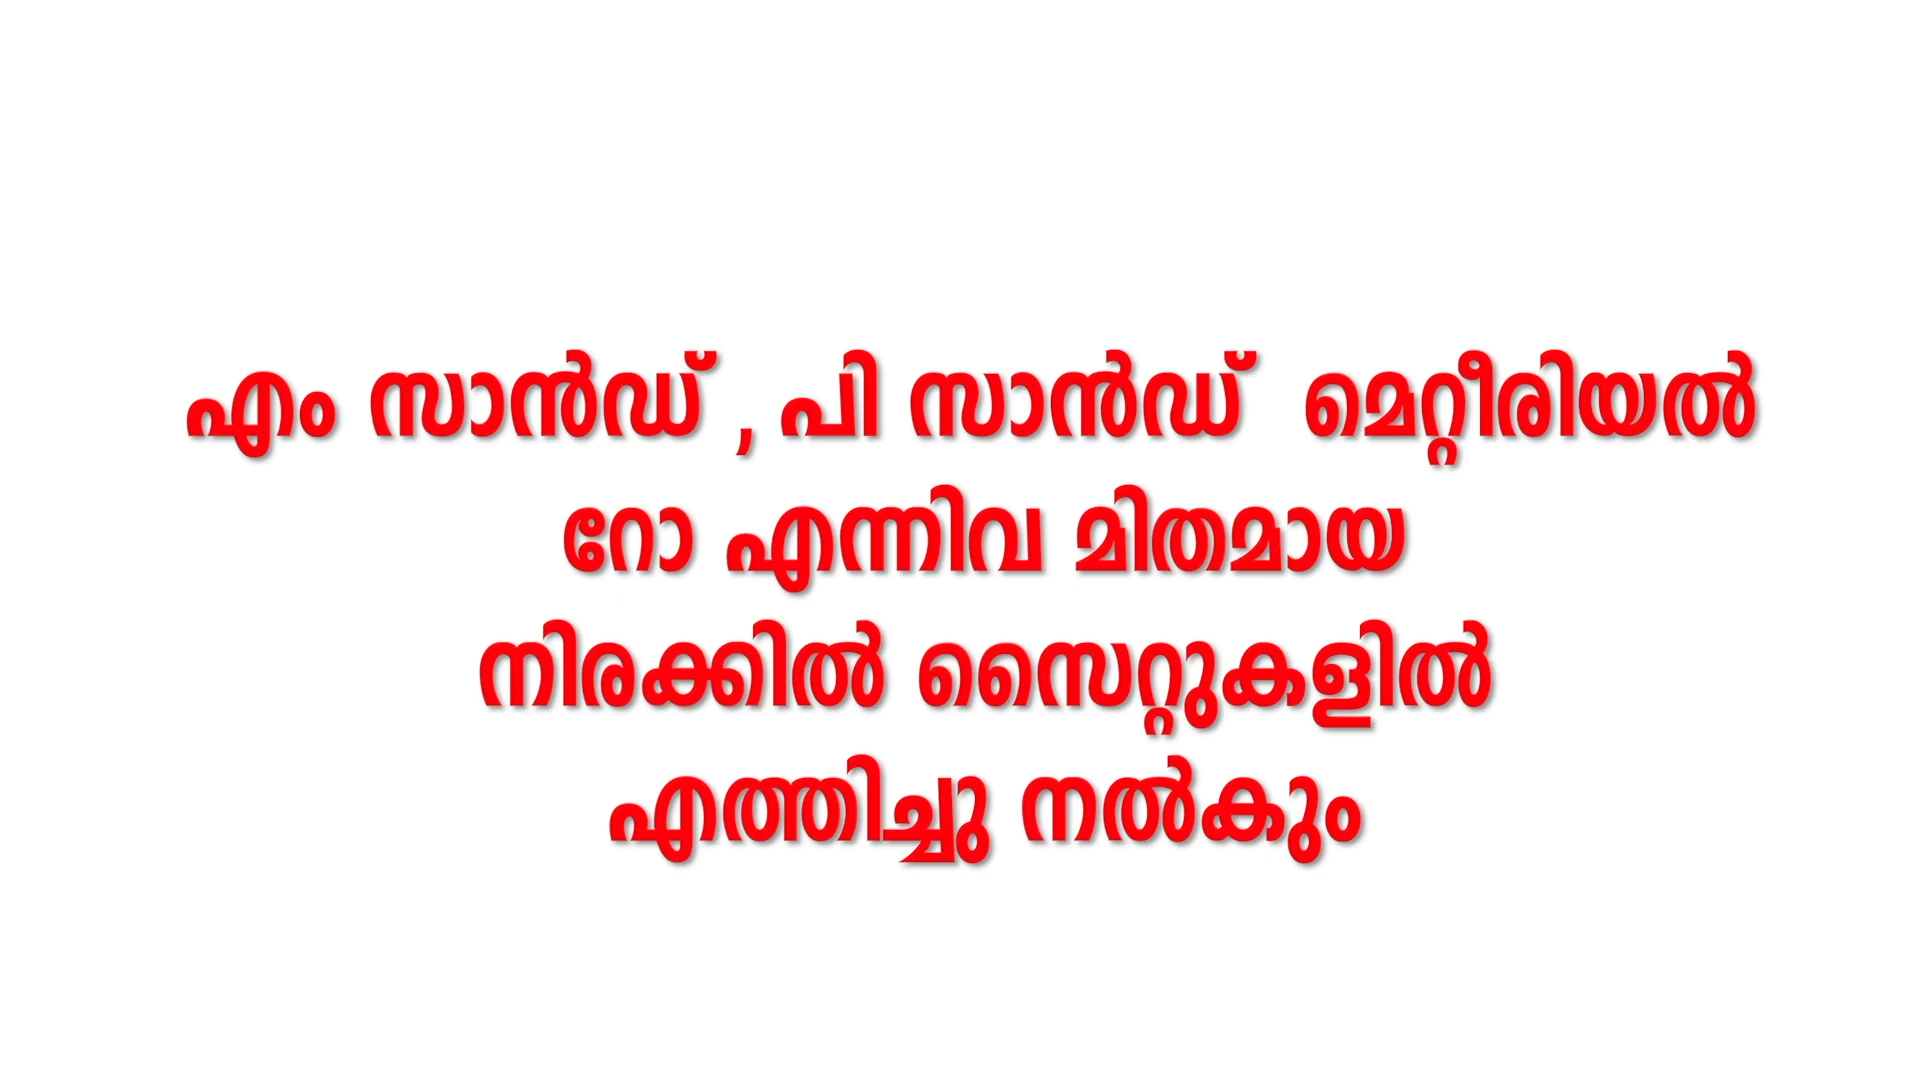 എം സാൻഡ് , പി സാൻഡ് മെറ്റീരിയൽ
റോ എന്നിവ മിതമായ
നിരക്കിൽ സൈറ്റുകളിൽ
എത്തിച്ചു നൽകും